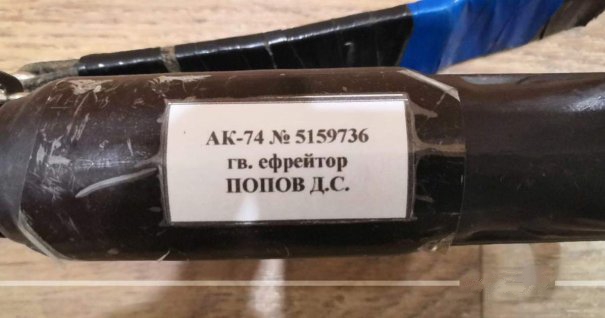 АК-74 № 5159736
гв. ефрейтор
ПОПОВ Д.С.